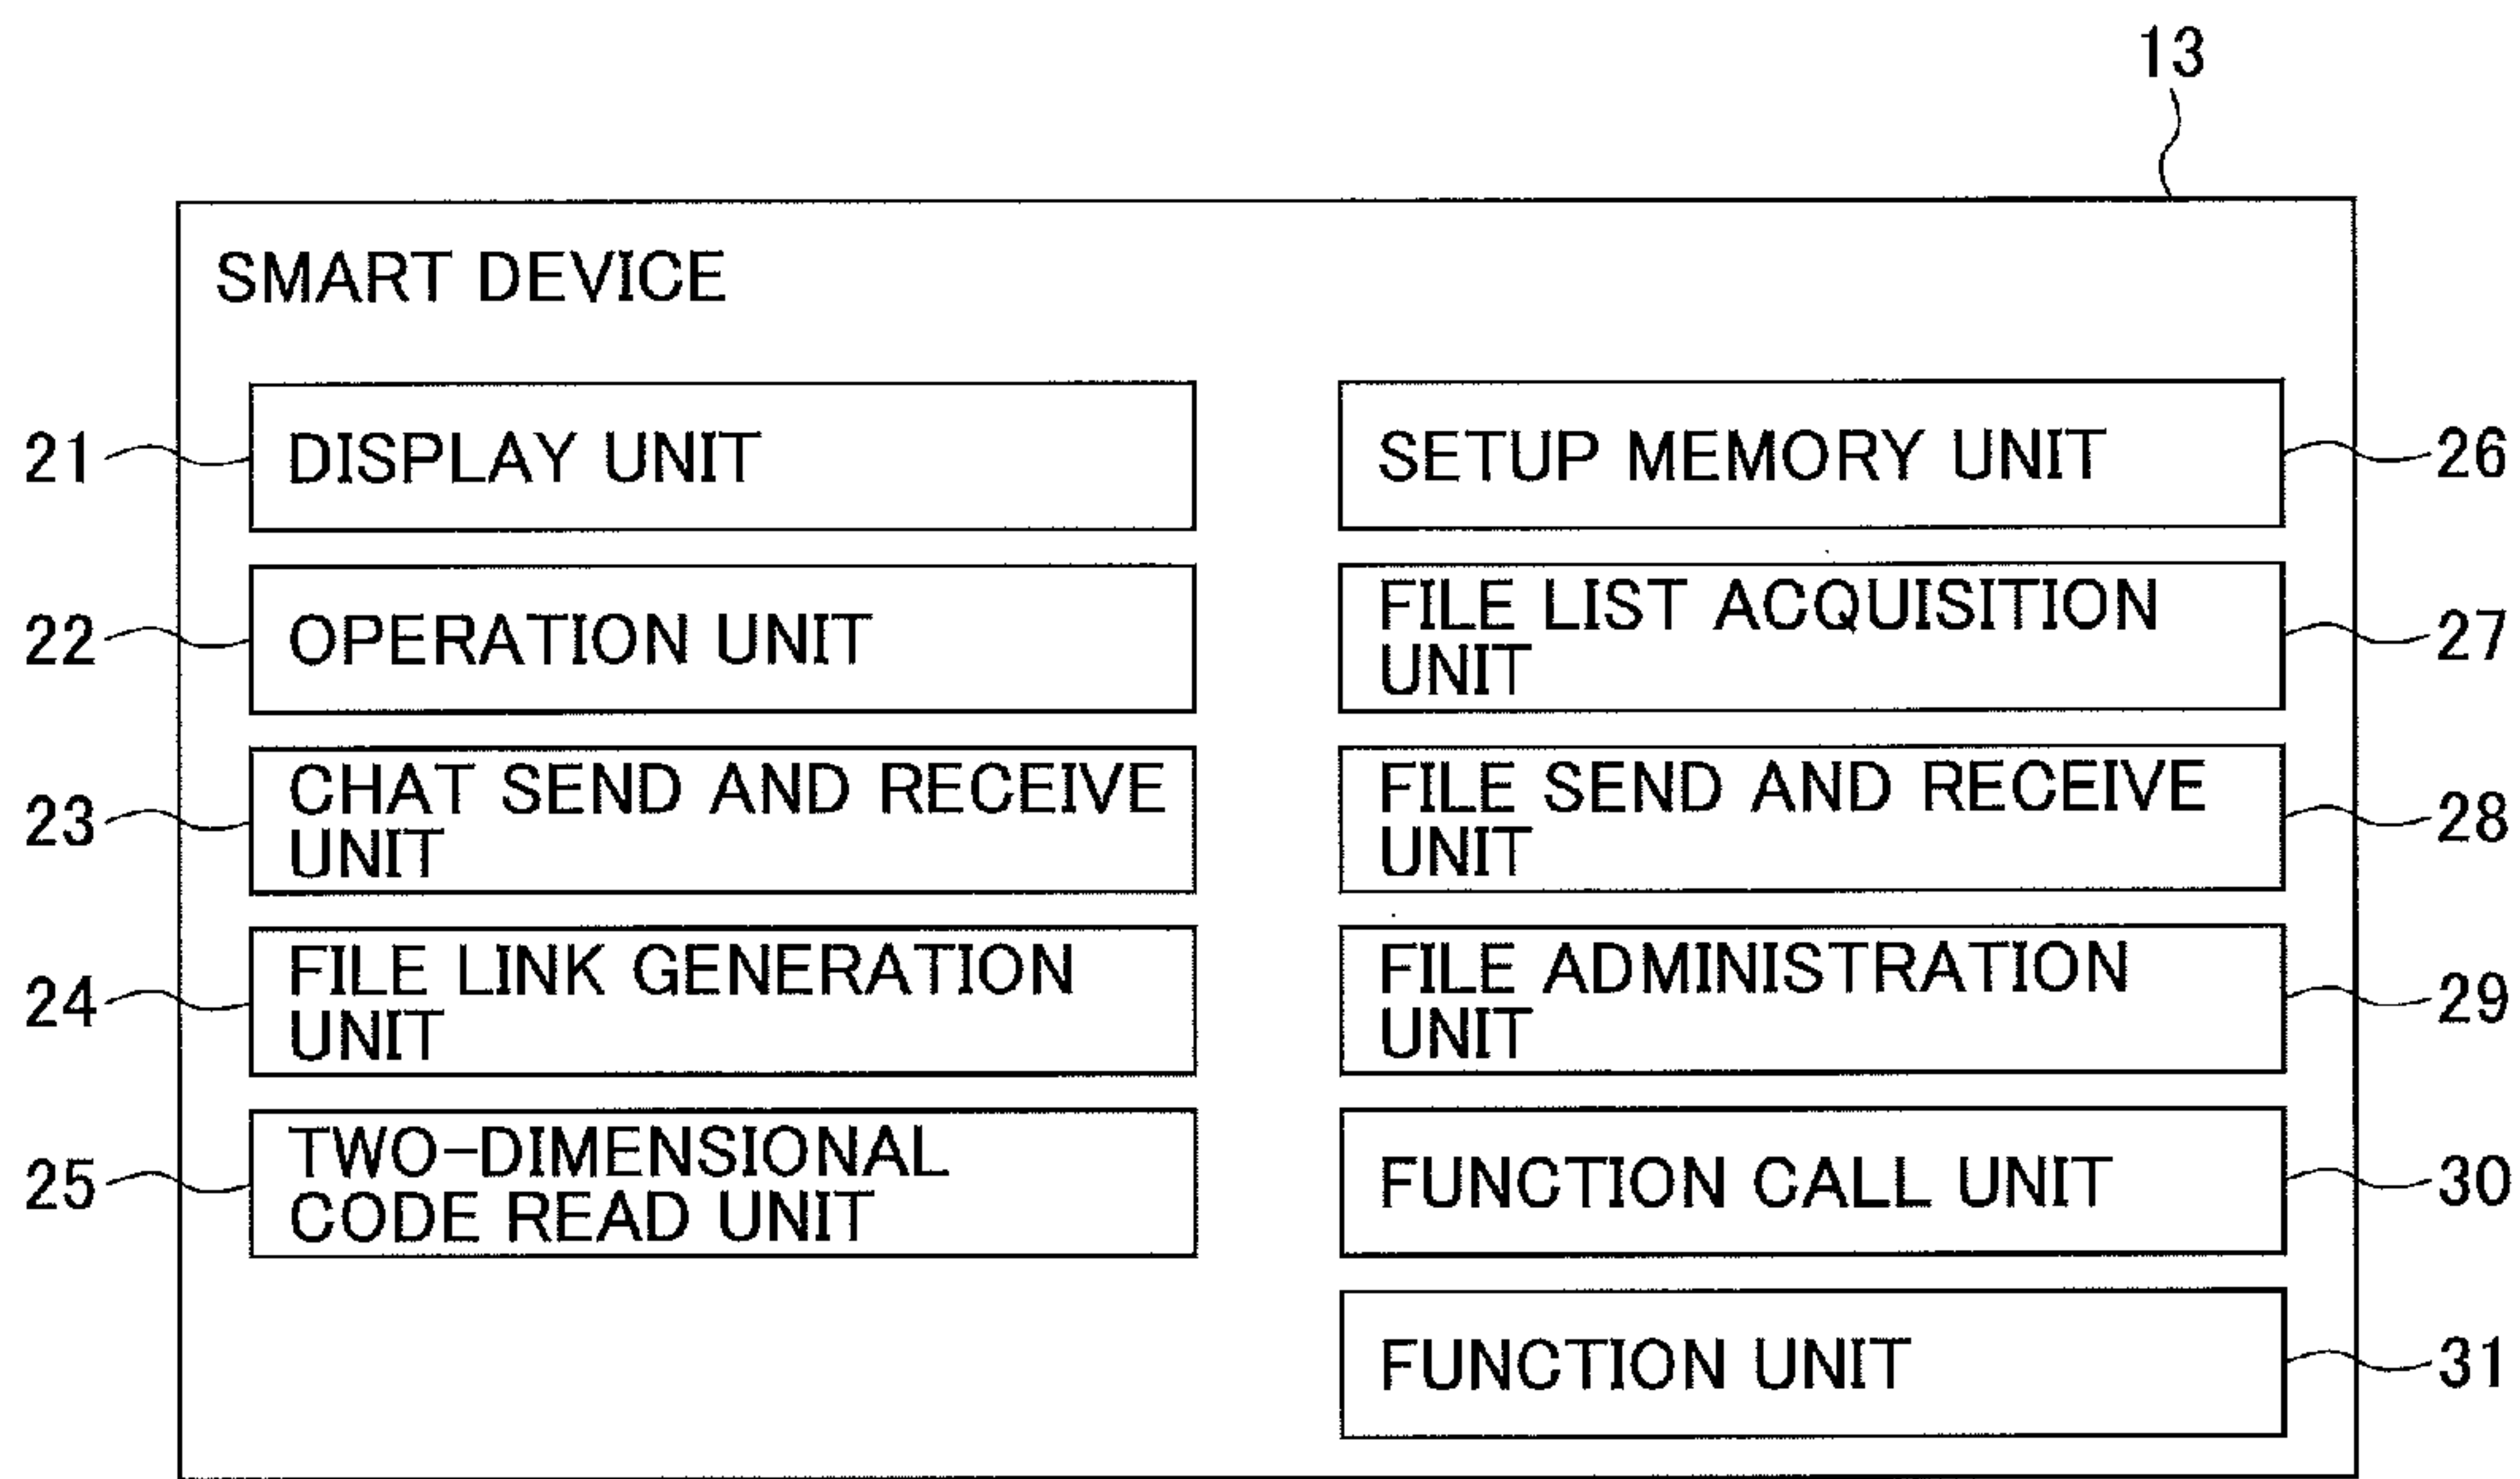 13
SMART DEVICE
21
DISPLAY UNIT
22
OPERATION UNIT
23
CHAT SEND AND RECEIVE
UNIT
24
FILE LINK GENERATION
UNIT
25
TWO-DIMENSIONAL
CODE READ UNIT
SETUP MEMORY UNIT
26
FILE LIST ACQUISITION
UNIT
27
FILE SEND AND RECEIVE
UNIT
28
FILE ADMINISTRATION
UNIT
29
FUNCTION CALL UNIT
30
FUNCTION UNIT
31